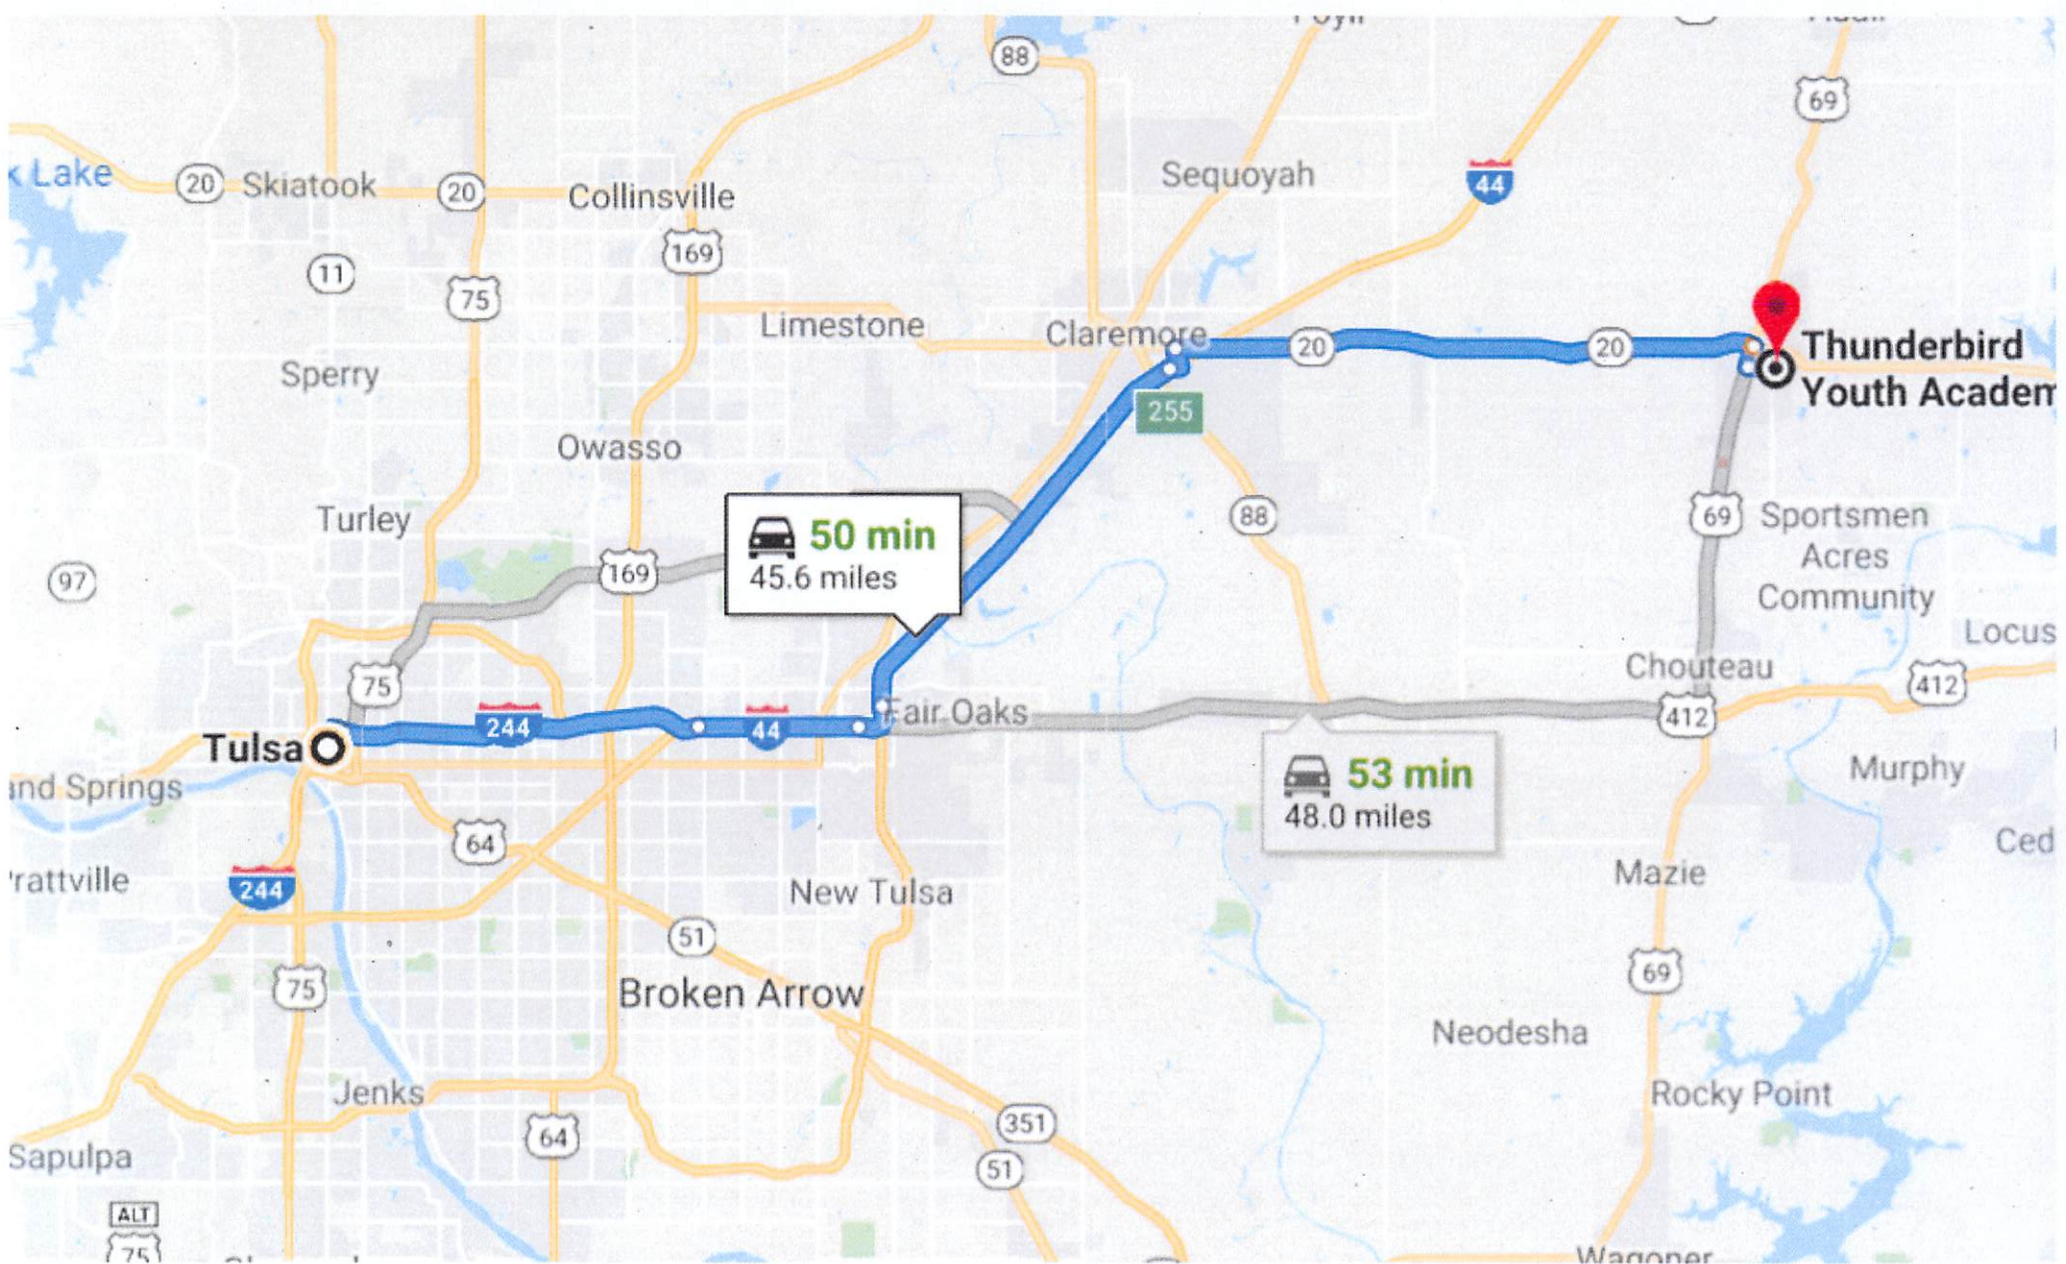 88
69
k Lake
20
Skiatook
20
Collinsville
Sequoyah
44
169
11
75
Limestone
Claremore
20
20
Thunderbird
Youth Academ
Sperry
255
Owasso
Turley
50 min
45.6 miles
88
69
Sportsmen
Acres
Community
97
169
Locus
Chouteau
75
412
Fair Oaks
412
244
44
Tulsa
and Springs
53 min
48.0 miles
Murphy
64
Ced
rattville
244
New Tulsa
Mazie
51
75
69
Broken Arrow
Neodesha
Jenks
Rocky Point
351
64
51
Sapulpa
ALT
75
Wagoner